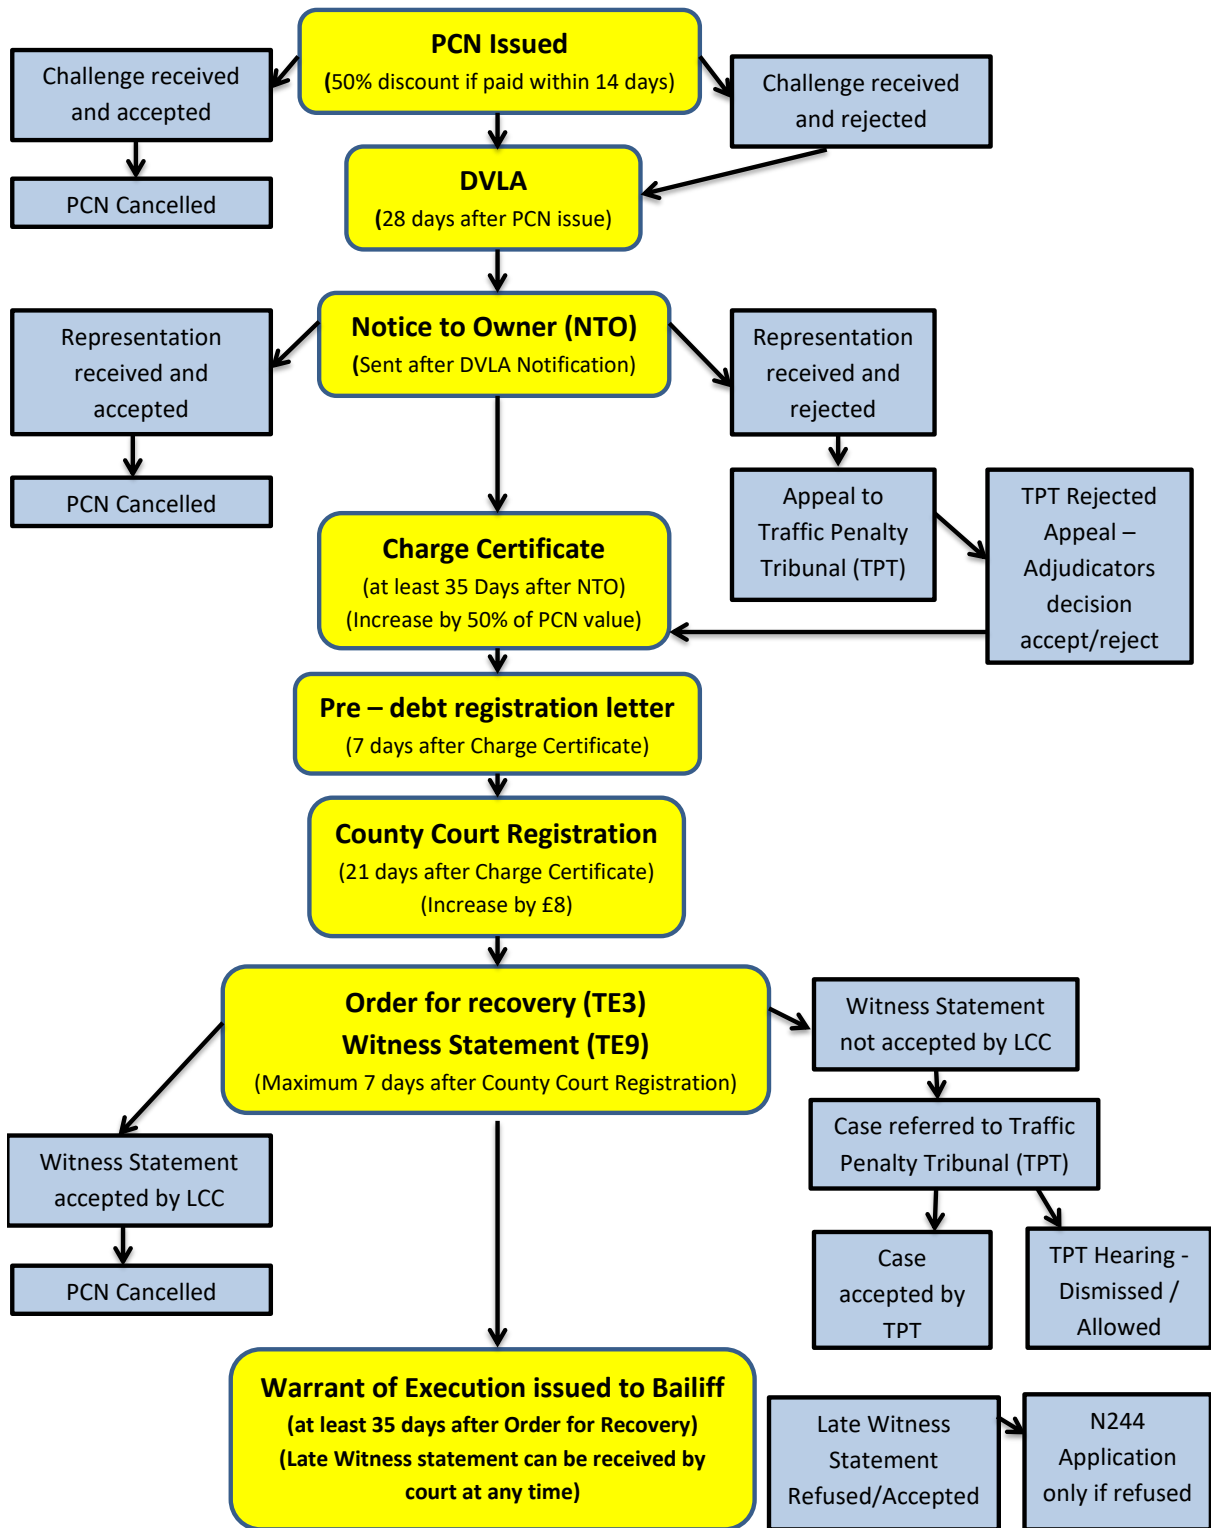 PCN Issued
(50% discount if paid within 14 days)
Challenge received
and accepted
Challenge received
and rejected
PCN Cancelled
DVLA
(28 days after PCN issue)
Notice to Owner (NTO)
(Sent after DVLA Notification)
Representation
received and
accepted
Representation
received and
rejected
PCN Cancelled
Appeal to
Traffic Penalty
Tribunal (TPT)
TPT Rejected
Appeal –
Adjudicators
decision
accept/reject
Charge Certificate
(at least 35 Days after NTO)
(Increase by 50% of PCN value)
Pre – debt registration letter
(7 days after Charge Certificate)
County Court Registration
(21 days after Charge Certificate)
(Increase by £8)
Order for recovery (TE3)
Witness Statement (TE9)
(Maximum 7 days after County Court Registration)
Witness Statement
not accepted by LCC
Case referred to Traffic
Penalty Tribunal (TPT)
Witness Statement
accepted by LCC
PCN Cancelled
Case
accepted by
TPT
TPT Hearing -
Dismissed /
Allowed
Warrant of Execution issued to Bailiff
(at least 35 days after Order for Recovery)
(Late Witness statement can be received by
court at any time)
Late Witness
Statement
Refused/Accepted
N244
Application
only if refused